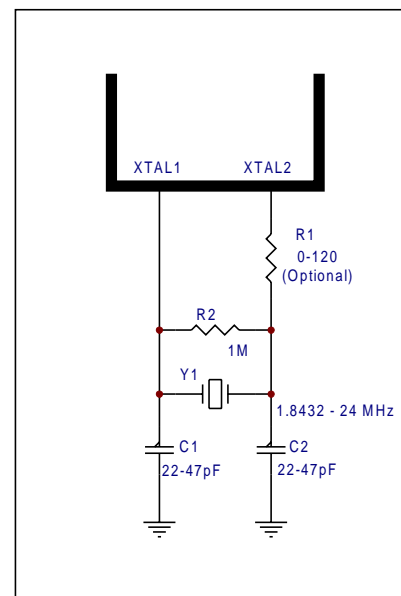 XTAL1 XTAL2
R1
0-120
(Optional)
R2
1M
Y1
1.8432 - 24 MHz
C1 C2
22-47pF 22-47pF